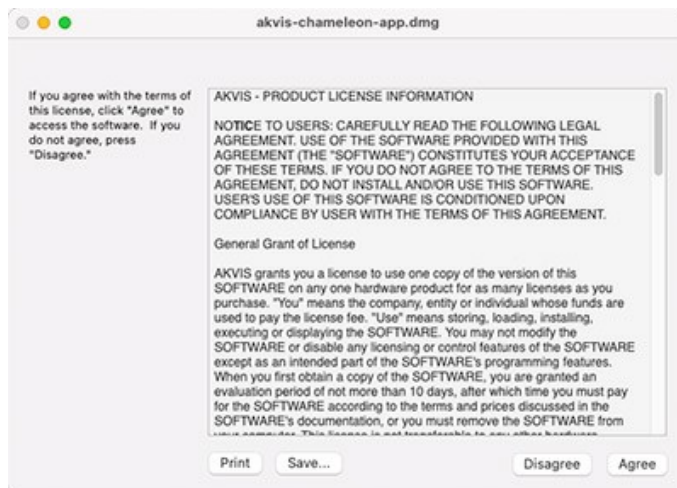 akvis-chameleon-app.dmg
If you agree with the terms of
this license, click "Agree" to
access the software. If you
do not agree, press
"Disagree."
AKVIS - PRODUCT LICENSE INFORMATION
NOTICE TO USERS: CAREFULLY READ THE FOLLOWING LEGAL
AGREEMENT. USE OF THE SOFTWARE PROVIDED WITH THIS
AGREEMENT (THE "SOFTWARE") CONSTITUTES YOUR ACCEPTANCE
OF THESE TERMS. IF YOU DO NOT AGREE TO THE TERMS OF THIS
AGREEMENT, DO NOT INSTALL AND/OR USE THIS SOFTWARE.
USER'S USE OF THIS SOFTWARE IS CONDITIONED UPON
COMPLIANCE BY USER WITH THE TERMS OF THIS AGREEMENT.
General Grant of License
AKVIS grants you a license to use one copy of the version of this
SOFTWARE on any one hardware product for as many licenses as you
purchase. "You" means the company, entity or individual whose funds are
used to pay the license fee. "Use" means storing, loading, installing,
executing or displaying the SOFTWARE. You may not modify the
SOFTWARE or disable any licensing or control features of the SOFTWARE
except as an intended part of the SOFTWARE's programming features.
When you first obtain a copy of the SOFTWARE, you are granted an
evaluation period of not more than 10 days, after which time you must pay
for the SOFTWARE according to the terms and prices discussed in the
SOFTWARE's documentation, or you must remove the SOFTWARE from
your computer. This license is not transferable to any other hardware
Print
Save...
Disagree
Agree